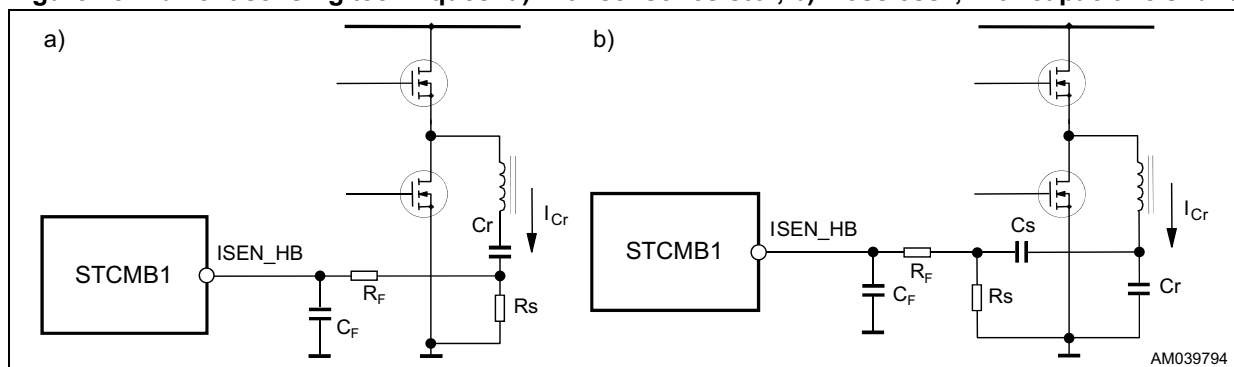 a)
b)
Cr
I_Cr
STCMB1
ISEN_HB
R_F
C_F
Rs
STCMB1
ISEN_HB
Cs
I_Cr
R_F
C_F
Rs
Cr
AM039794